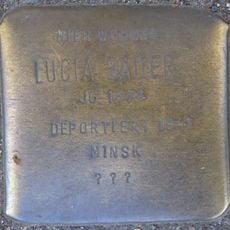 HIER WOHNTE
LUCIA
JG.
DEPORTIERT
MINSK
???